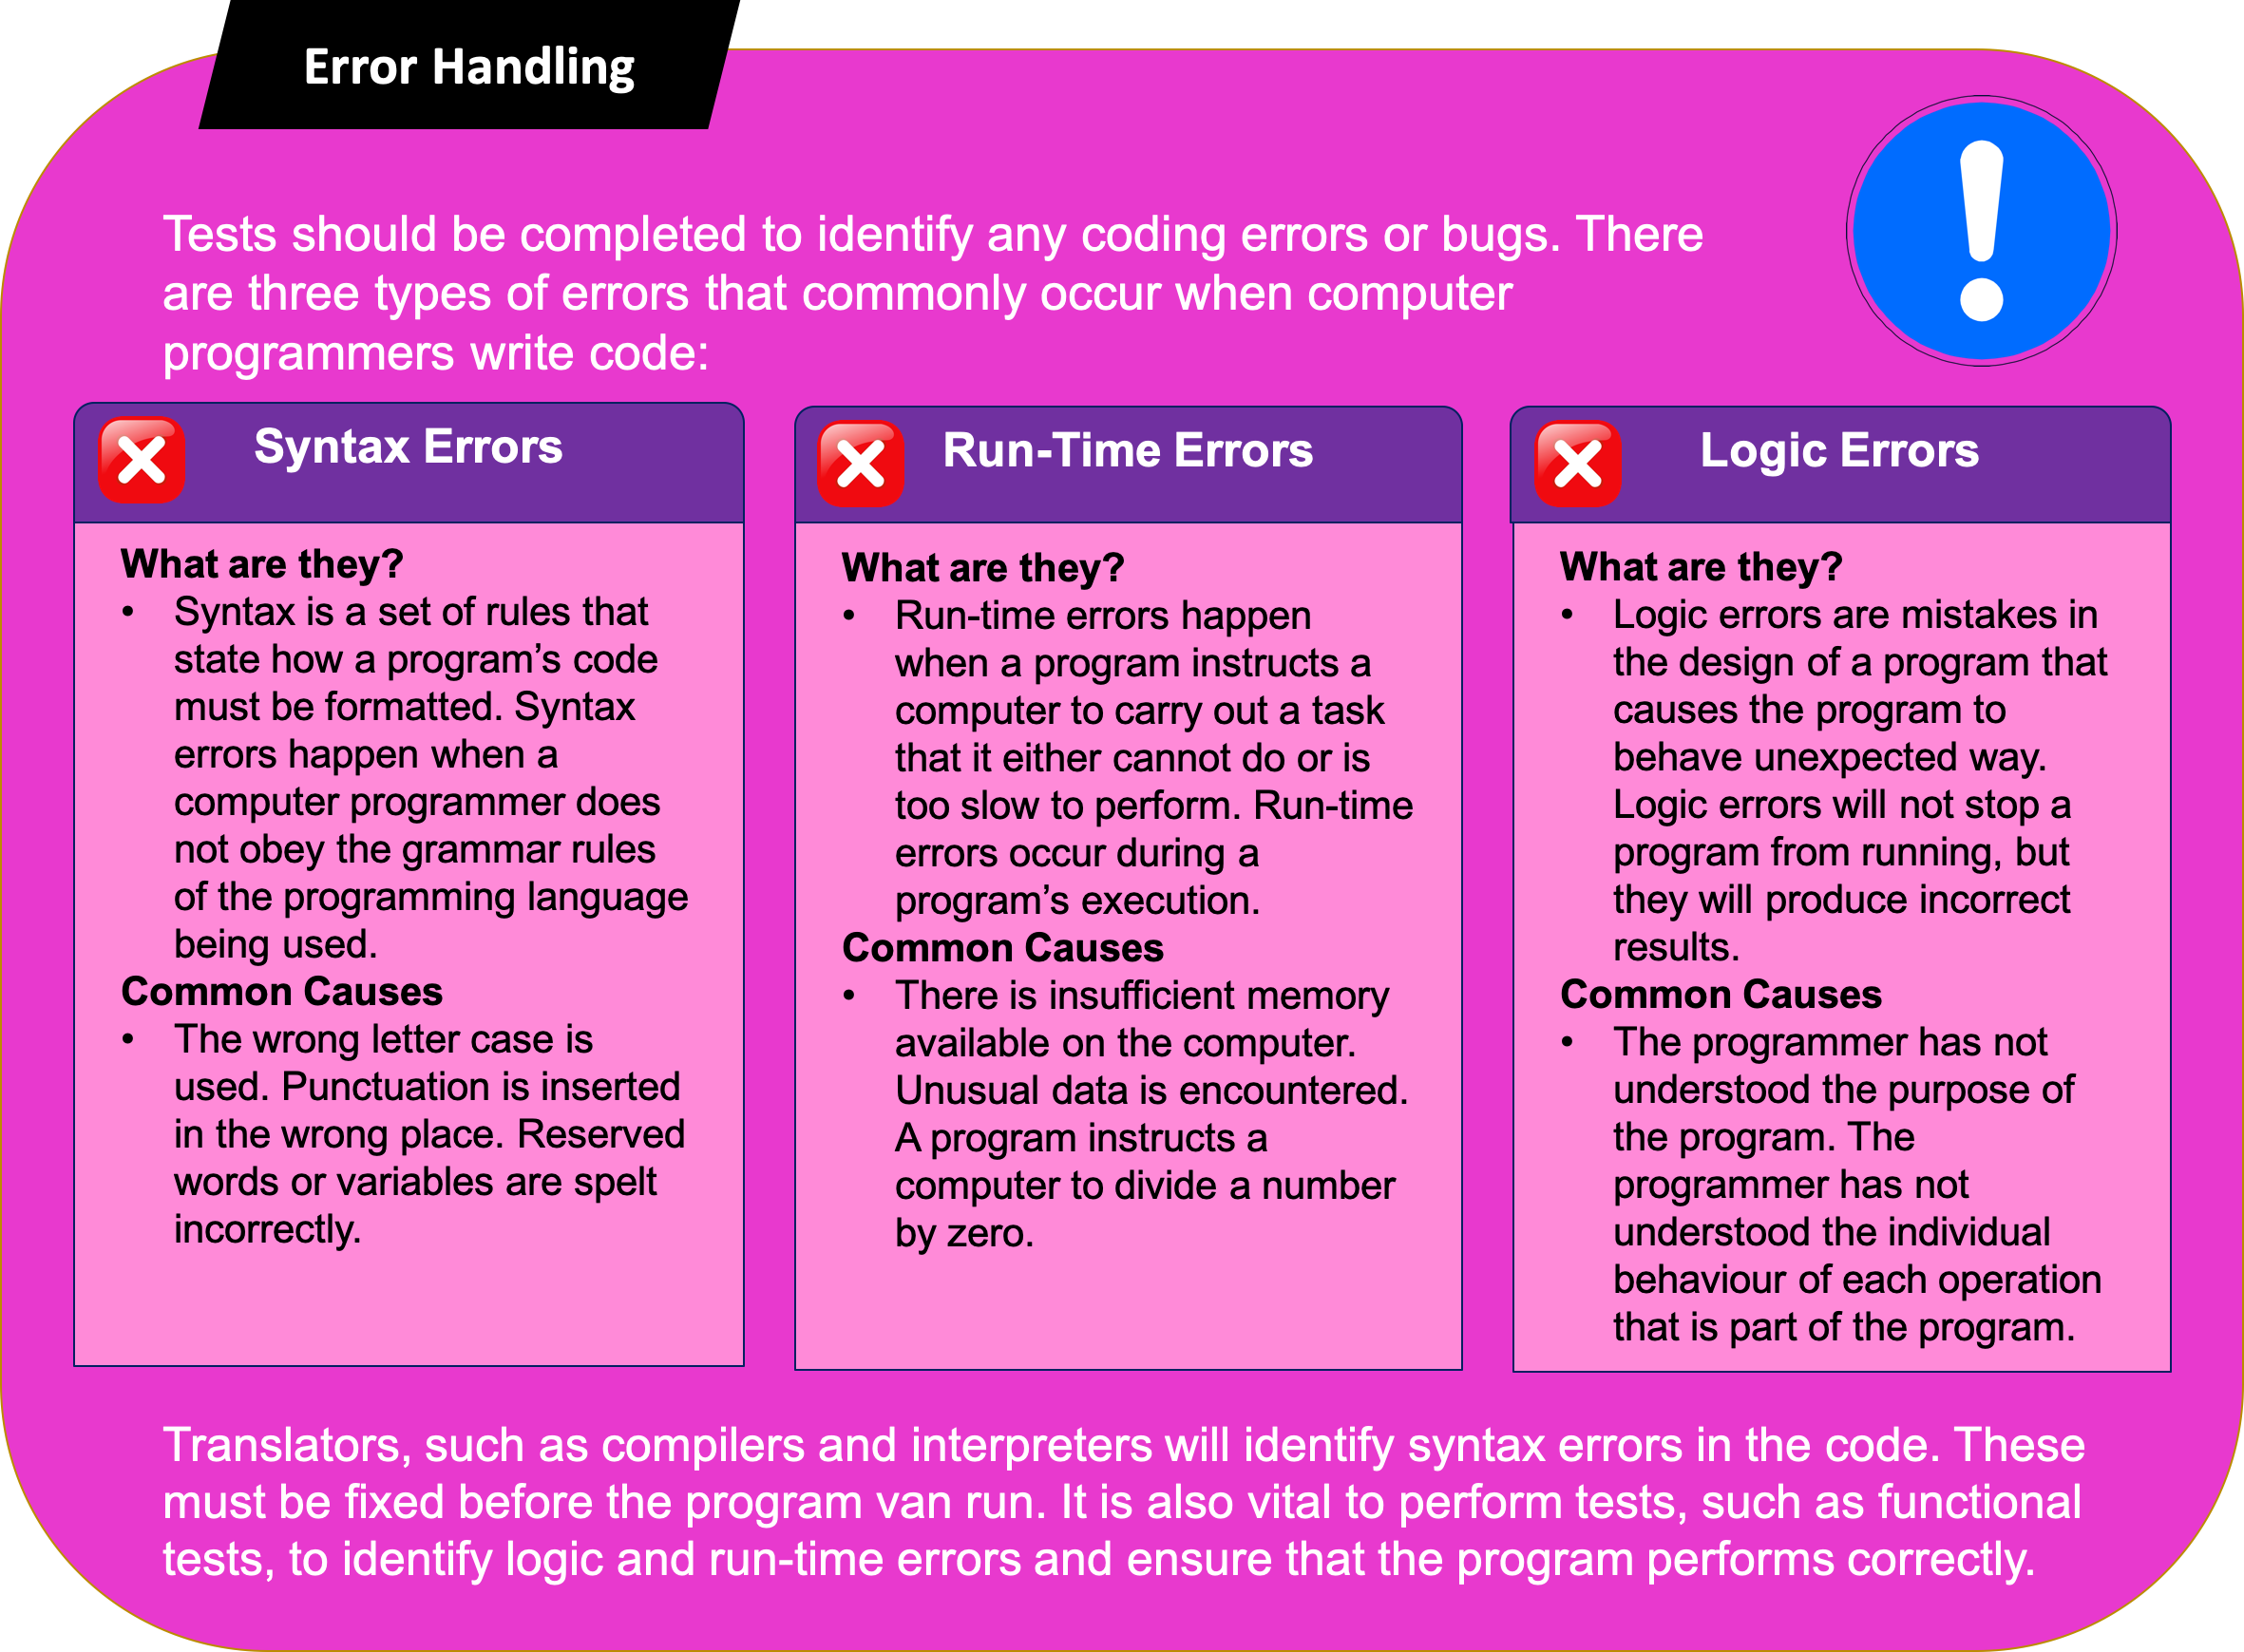 Error Handling
Tests should be completed to identify any coding errors or bugs. There
are three types of errors that commonly occur when computer
programmers write code:
Syntax Errors
What are they?
• Syntax is a set of rules that
state how a program’s code
must be formatted. Syntax
errors happen when a
computer programmer does
not obey the grammar rules
of the programming language
being used.
Common Causes
• The wrong letter case is
used. Punctuation is inserted
in the wrong place. Reserved
words or variables are spelt
incorrectly.
Run-Time Errors
What are they?
• Run-time errors happen
when a program instructs a
computer to carry out a task
that it either cannot do or is
too slow to perform. Run-time
errors occur during a
program’s execution.
Common Causes
• There is insufficient memory
available on the computer.
Unusual data is encountered.
A program instructs a
computer to divide a number
by zero.
Logic Errors
What are they?
• Logic errors are mistakes in
the design of a program that
causes the program to
behave unexpected way.
Logic errors will not stop a
program from running, but
they will produce incorrect
results.
Common Causes
• The programmer has not
understood the purpose of
the program. The
programmer has not
understood the individual
behaviour of each operation
that is part of the program.
Translators, such as compilers and interpreters will identify syntax errors in the code. These
must be fixed before the program van run. It is also vital to perform tests, such as functional
tests, to identify logic and run-time errors and ensure that the program performs correctly.